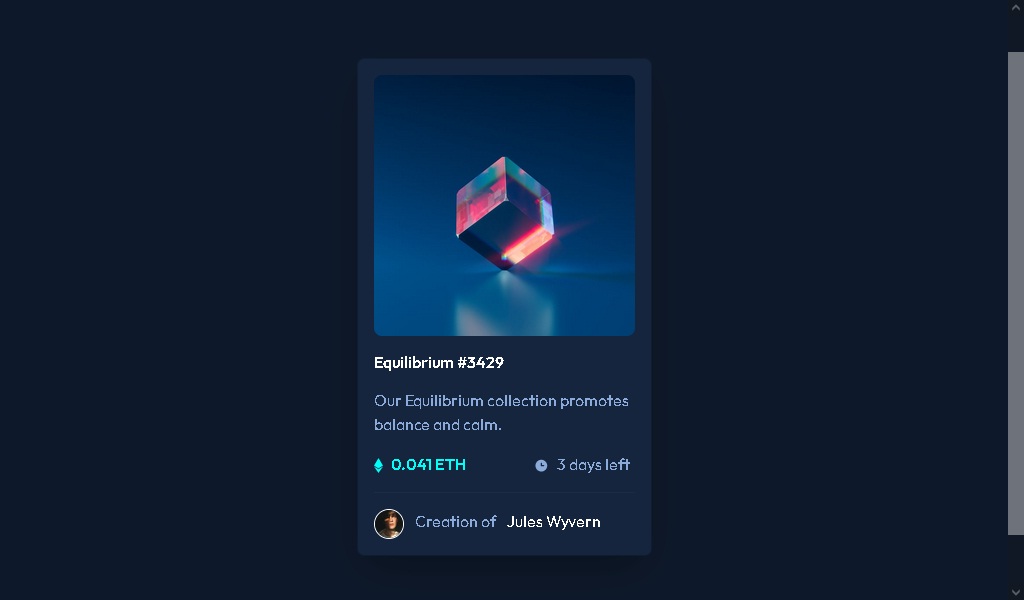 Equilibrium #3429
Our Equilibrium collection promotes
balance and calm.
0.041 ETH
3 days left
Creation of Jules Wyvern